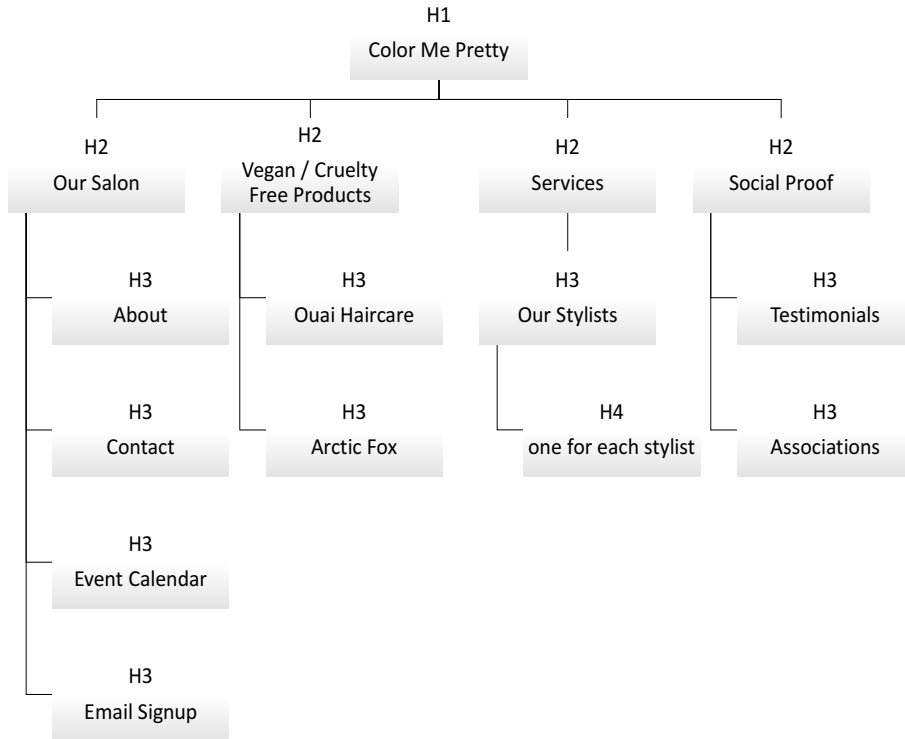 H1
Color Me Pretty
H2
Our Salon
H3
About
H3
Contact
H3
Event Calendar
H3
Email Signup
H2
Vegan / Cruelty
Free Products
H3
Ouai Haircare
H3
Arctic Fox
H2
Services
H3
Our Stylists
H4
one for each stylist
H2
Social Proof
H3
Testimonials
H3
Associations